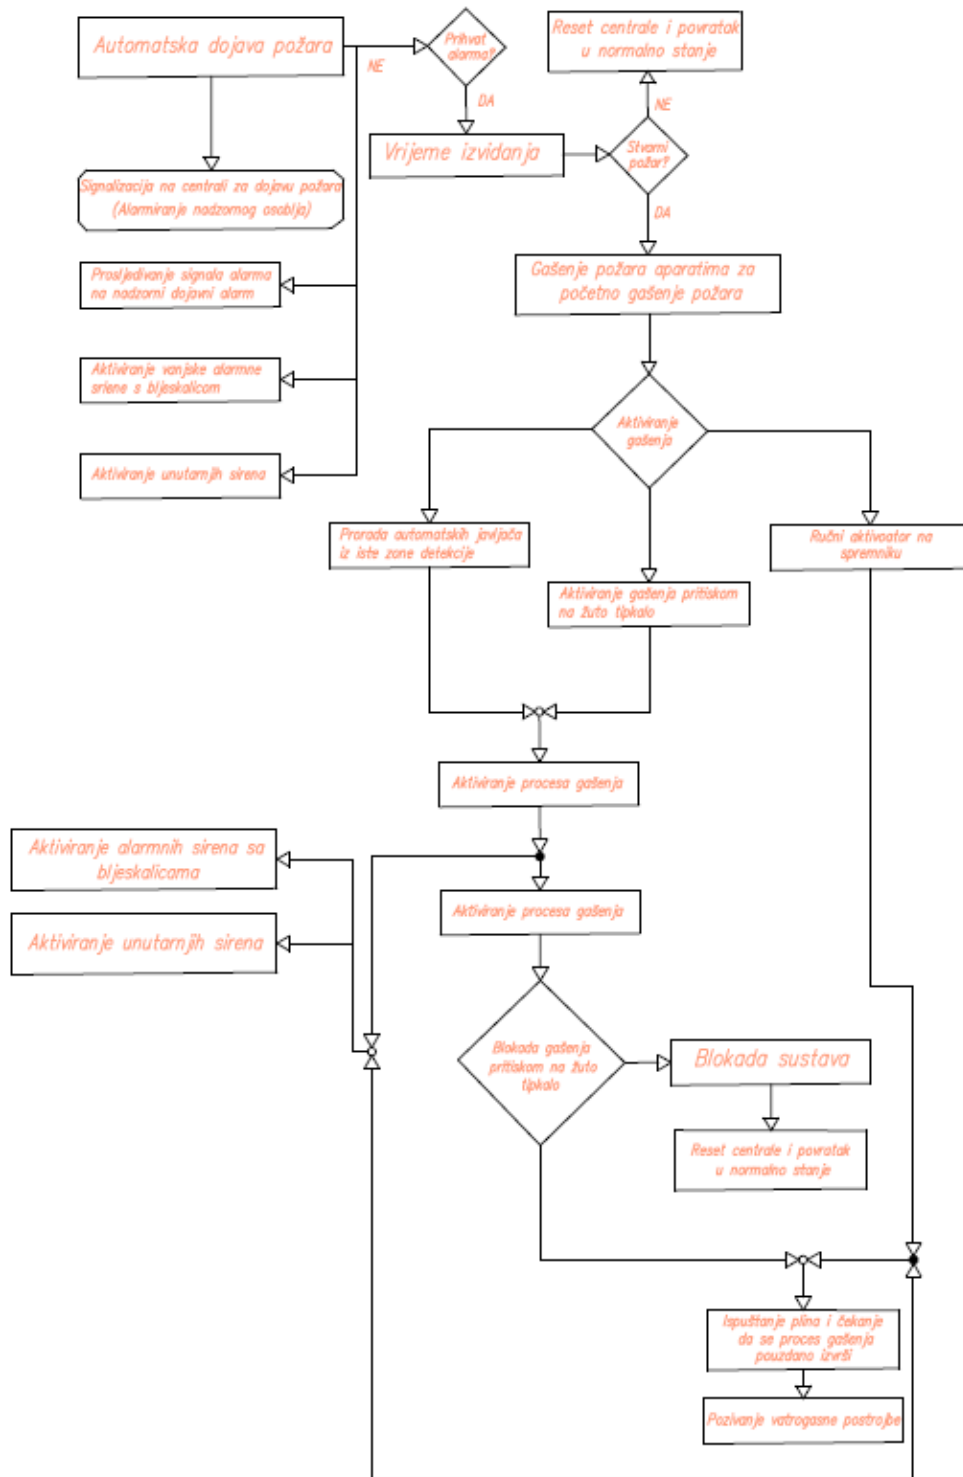 Automatska dojava požara
NE
Prihvat
alarma?
DA
Reset centrale i povratak
u normalno stanje
NE
Vrijeme izvidanja
Stvarni
požar?
DA
Signalizacija na centrali za dojavu požara
(Alarmiranje nadzornog osoblja)
Prosljeđivanje signala alarma
na nadzorni dojavni alarm
Gašenje požara aparatima za
početno gašenje požara
Aktiviranje vanjske alarmne
sriene s bljeskalicom
Aktiviranje
gašenja
Aktiviranje unutarnjih sirena
Prorada automatskih javljača
iz iste zone detekcije
Ručni aktivaator na
spremniku
Aktiviranje gašenja pritiskom
na žuto tipkalo
Aktiviranje procesa gašenja
Aktiviranje alarmnih sirena sa
bljeskalicama
Aktiviranje procesa gašenja
Aktiviranje unutarnjih sirena
Blokada gašenja
pritiskom na žuto
tipkalo
Blokada sustava
Reset centrale i povratak
u normalno stanje
Ispuštanje plina i čekanje
da se proces gašenja
pouzdano izvrši
Pozivanje vatrogasne postrojbe